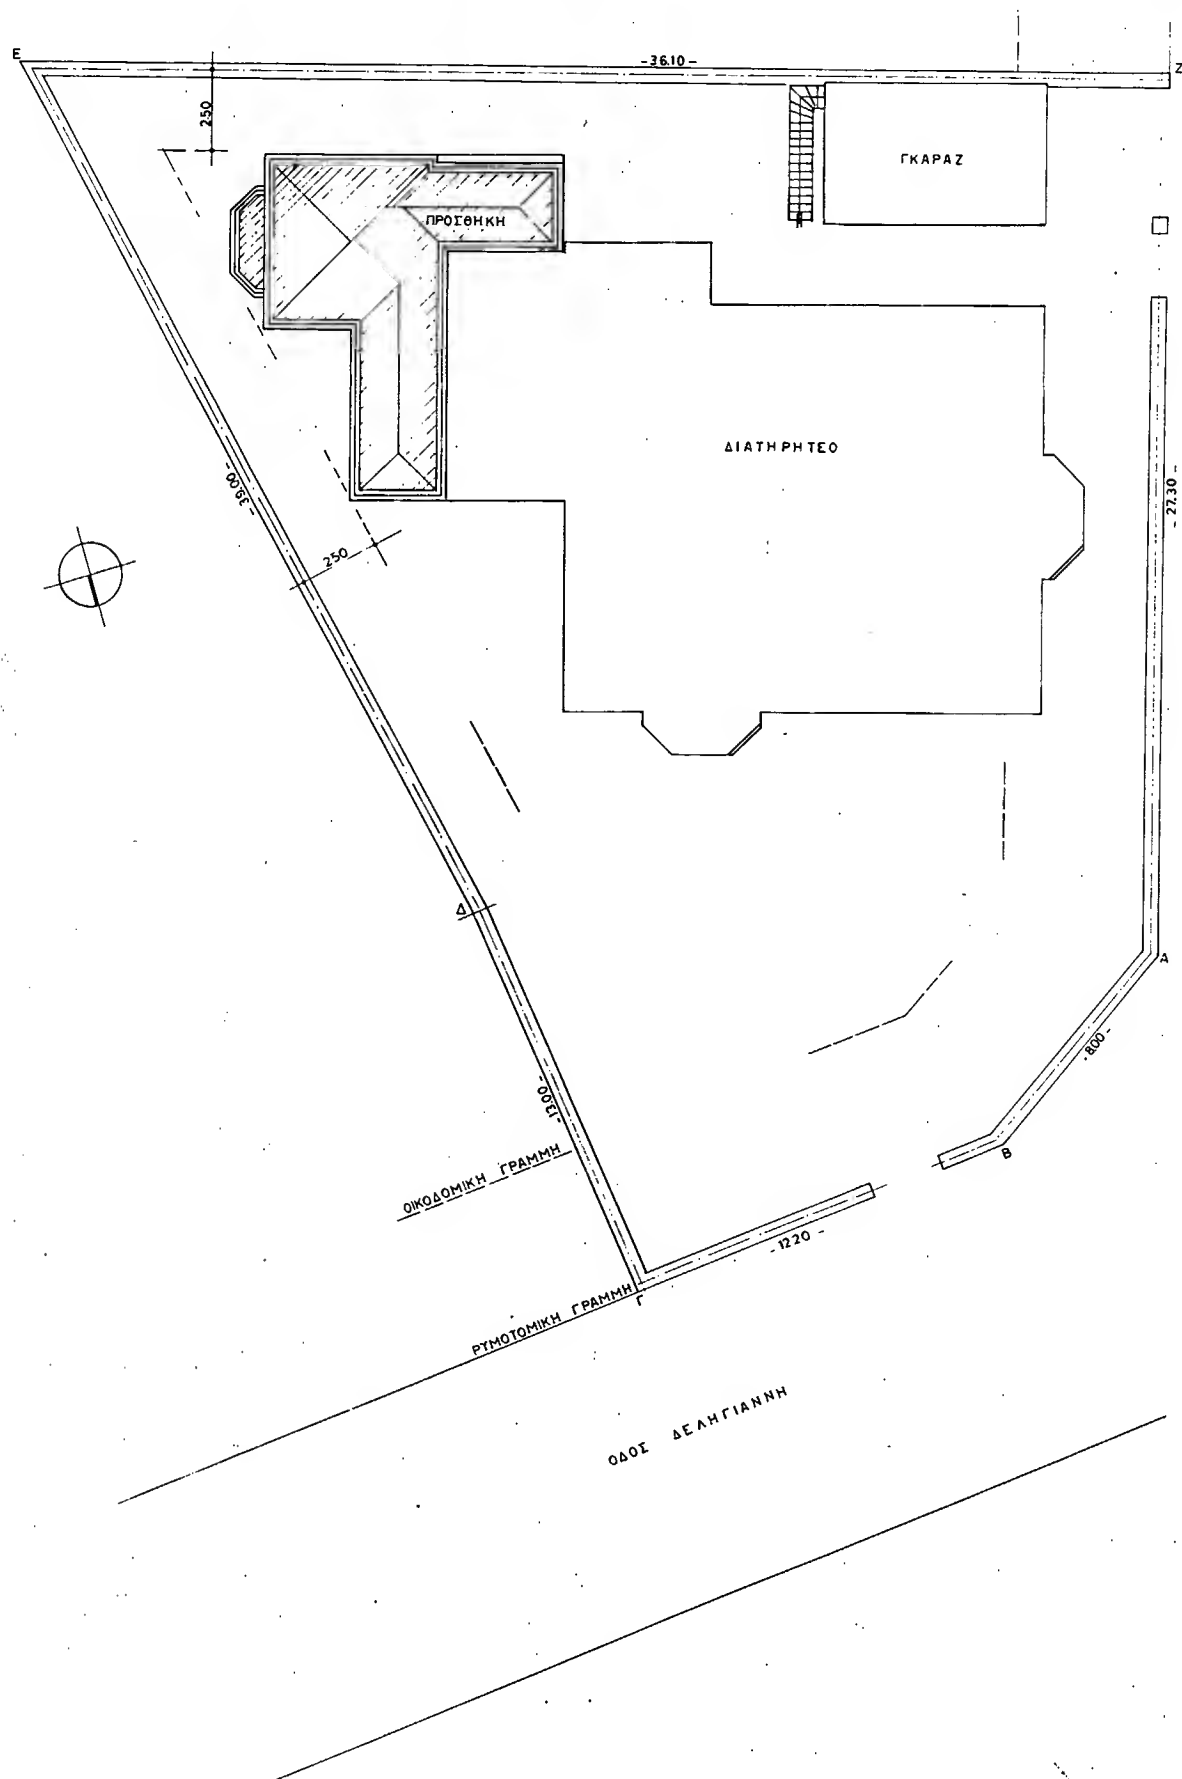 Ε
-36.10-
Ζ
250
ΓΚΑΡΑΖ
ΠΡΟΣΘΗΚΗ
ΔΙΑΤΗΡΗΤΕΟ
-39.00-
-27.30-
250
Δ
Α
-8.00-
-13.00-
Β
ΟΙΚΟΔΟΜΙΚΗ ΓΡΑΜΜΗ
-12.20-
ΡΥΜΟΤΟΜΙΚΗ ΓΡΑΜΜΗ
Γ
ΟΔΟΣ ΔΕΛΗΓΙΑΝΝΗ